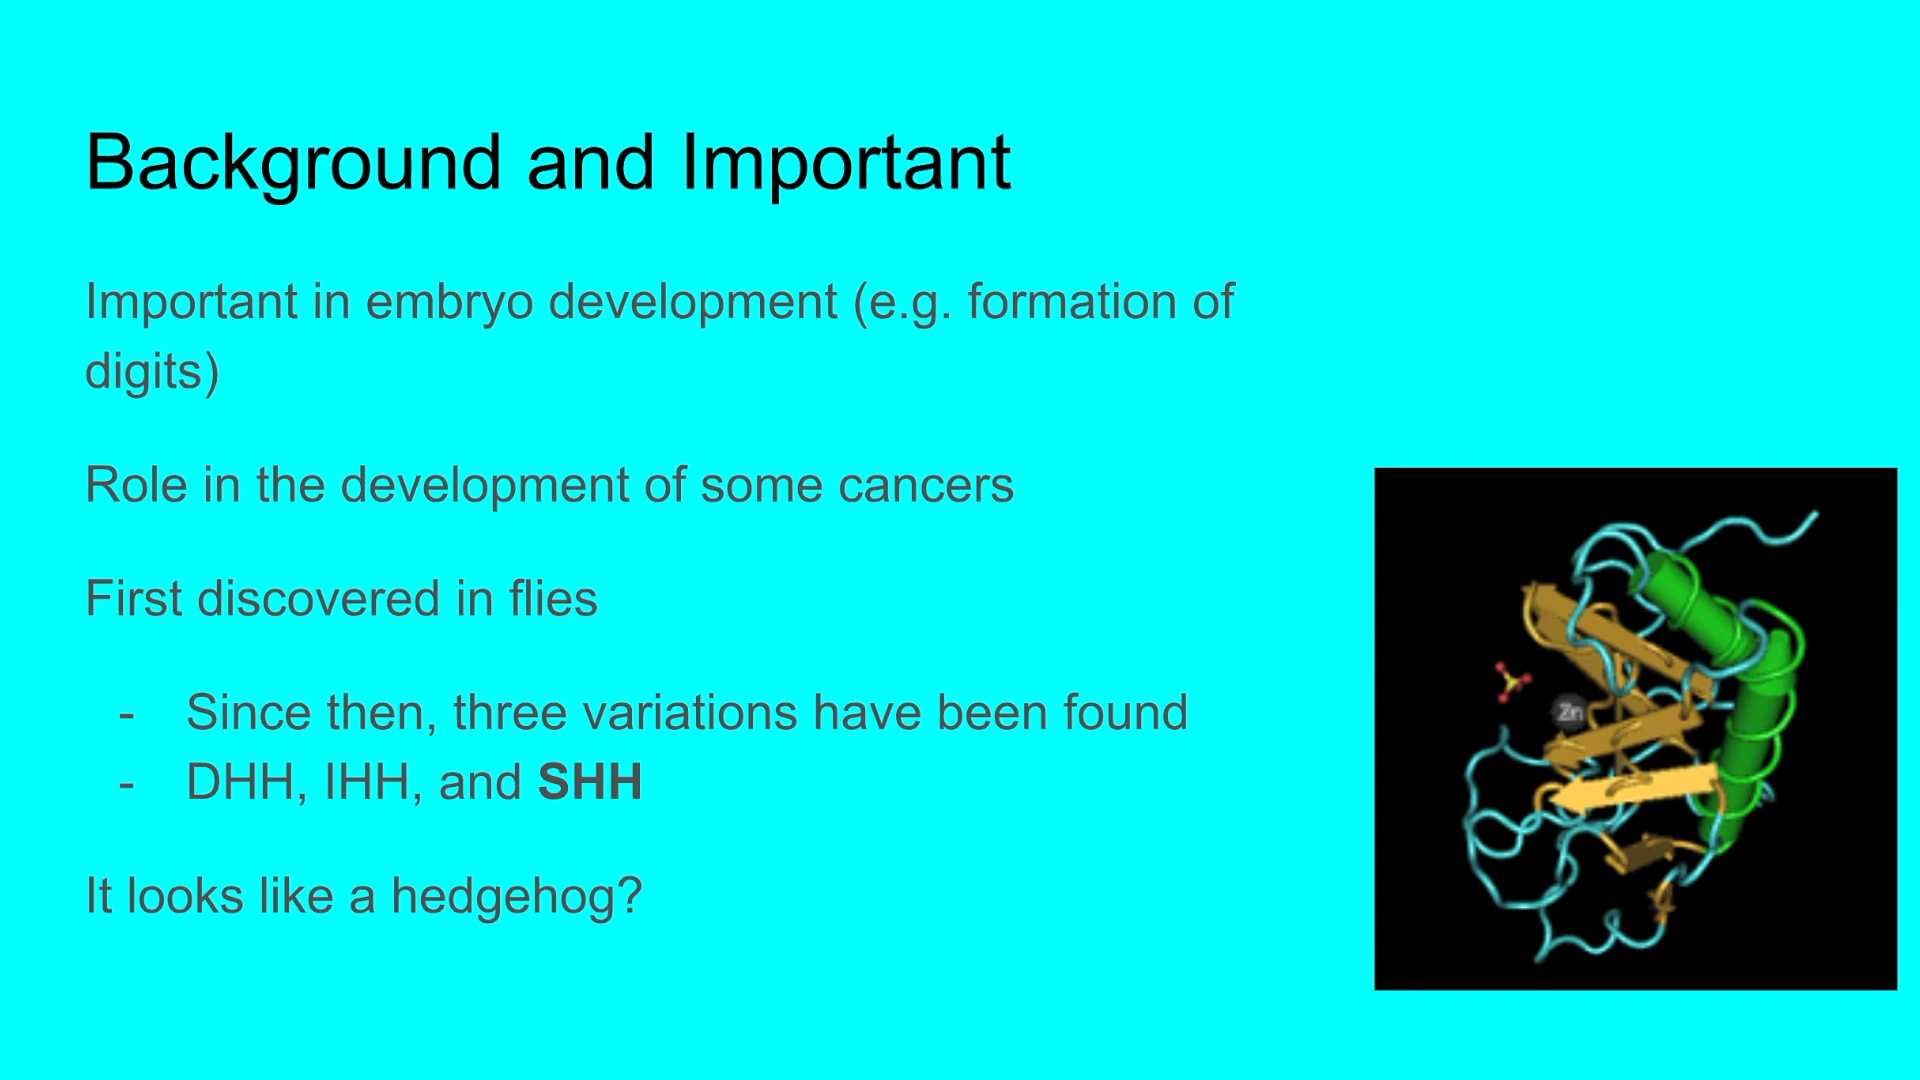 Background and Important
Important in embryo development (e.g. formation of
digits)
Role in the development of some cancers
First discovered in flies
- Since then, three variations have been found
- DHH, IHH, and SHH
It looks like a hedgehog?
Zn